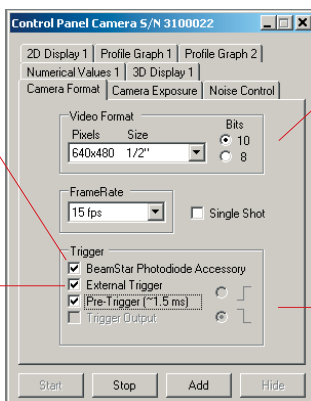 Control Panel Camera S/N 3100022
2D Display 1 Profile Graph 1 Profile Graph 2
Numerical Values 1 3D Display 1
Camera Format Camera Exposure Noise Control
Video Format
Pixels Size Bits
640x480 1/2" 10
8
FrameRate
15 fps Single Shot
Trigger
BeamStar Photodiode Accessory
External Trigger
Pre-Trigger (~1.5 ms)
Trigger Output
Start Stop Add Hide